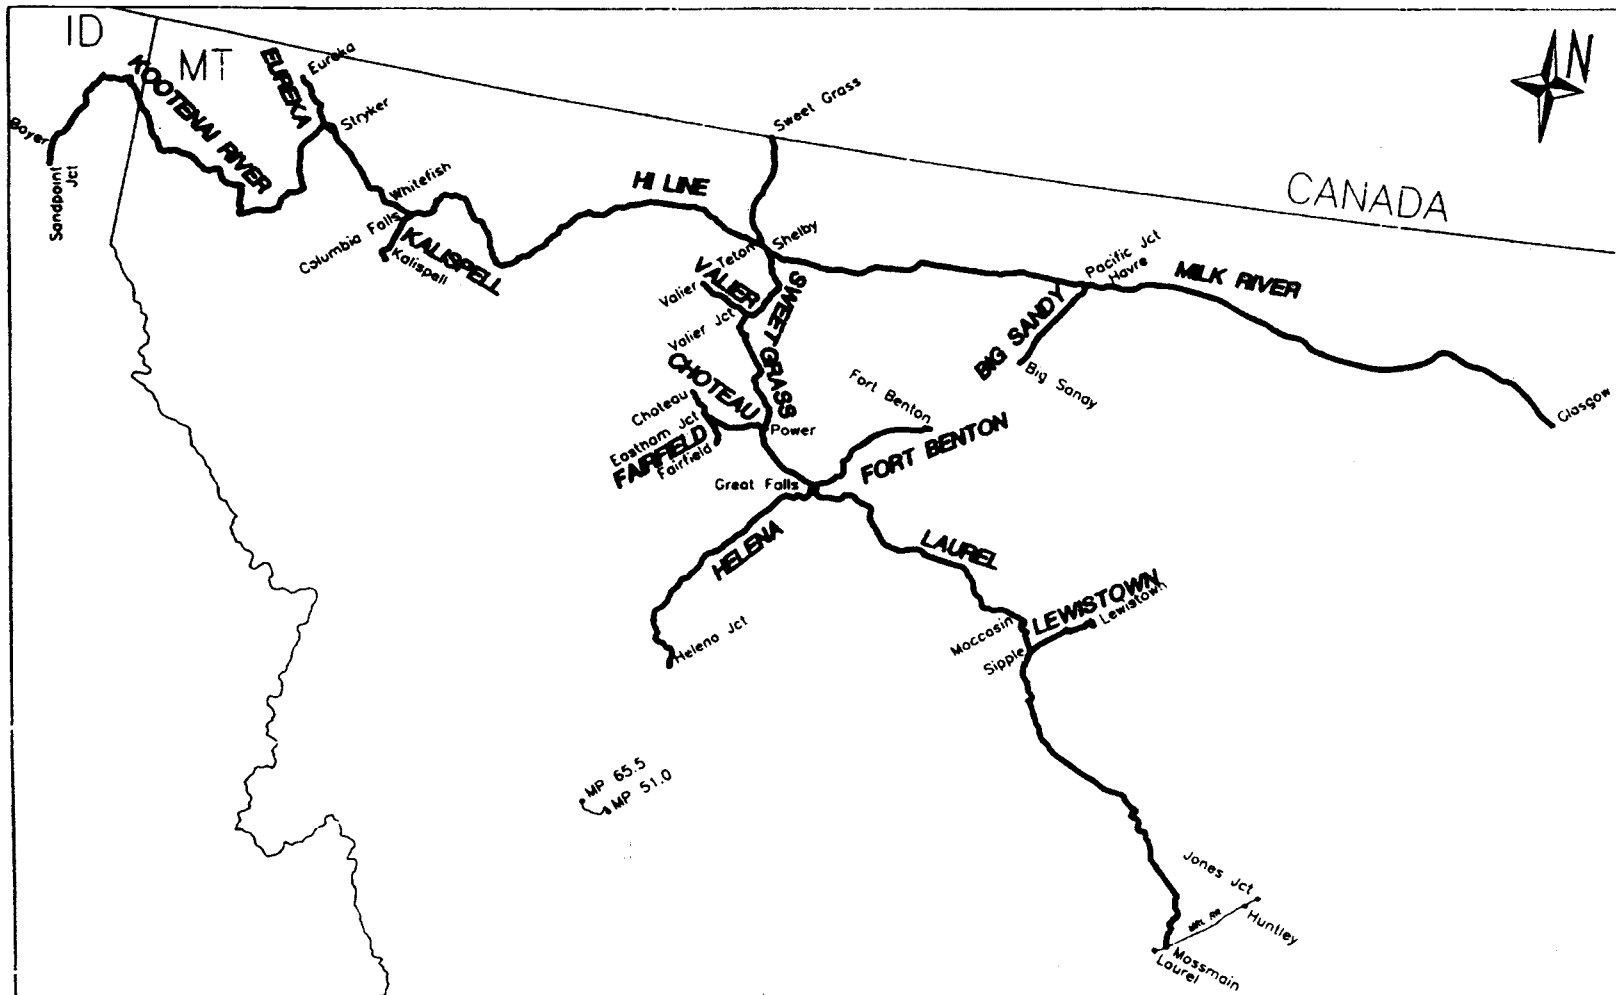 ID
MT
N
CANADA
KOOTENAI RIVER
Boyer
Sandpoint
Jct
EUREKA
Eureka
Stryker
Whitefish
Columbia Falls
KALISPELL
Kalispell
HI LINE
Sweet Grass
Teton
Shelby
VALIER
Valier
Valier Jct
SWEET GRASS
CHOTEAU
Choteau
Eastham Jct
FAIRFIELD
Fairfield
Power
Great Falls
Fort Benton
FORT BENTON
Pacific Jct
Havre
MILK RIVER
BIG SANDY
Big Sandy
Glasgow
HELENA
Helena Jct
LAUREL
Moccasin
Sipple
LEWISTOWN
Lewistown
MP 65.5
MP 51.0
Jones Jct
MRL RR
Huntley
Mossmain
Laurel